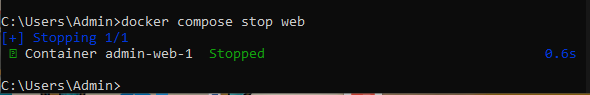 C:\Users\Admin>docker compose stop web
[+] Stopping 1/1
Container admin-web-1 Stopped 0.6s
C:\Users\Admin>